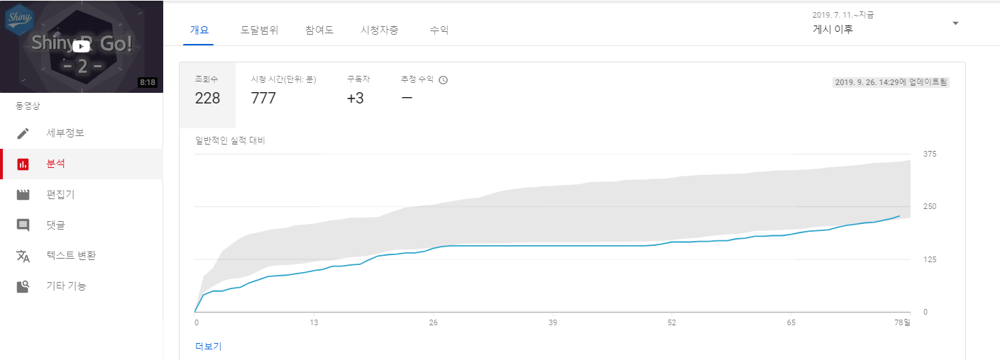 Shiny
Shiny R Go!
- 2 -
8:18
동영상
세부정보
분석
편집기
댓글
텍스트 변환
기타 기능
개요
도달범위
참여도
시청자층
수익
2019. 7. 11.~지금
게시 이후
조회수
228
시청 시간(단위: 분)
777
구독자
+3
추정 수익
—
2019. 9. 26. 14:29에 업데이트됨
일반적인 실적 대비
375
250
125
0
0
13
26
39
52
65
78일
더보기